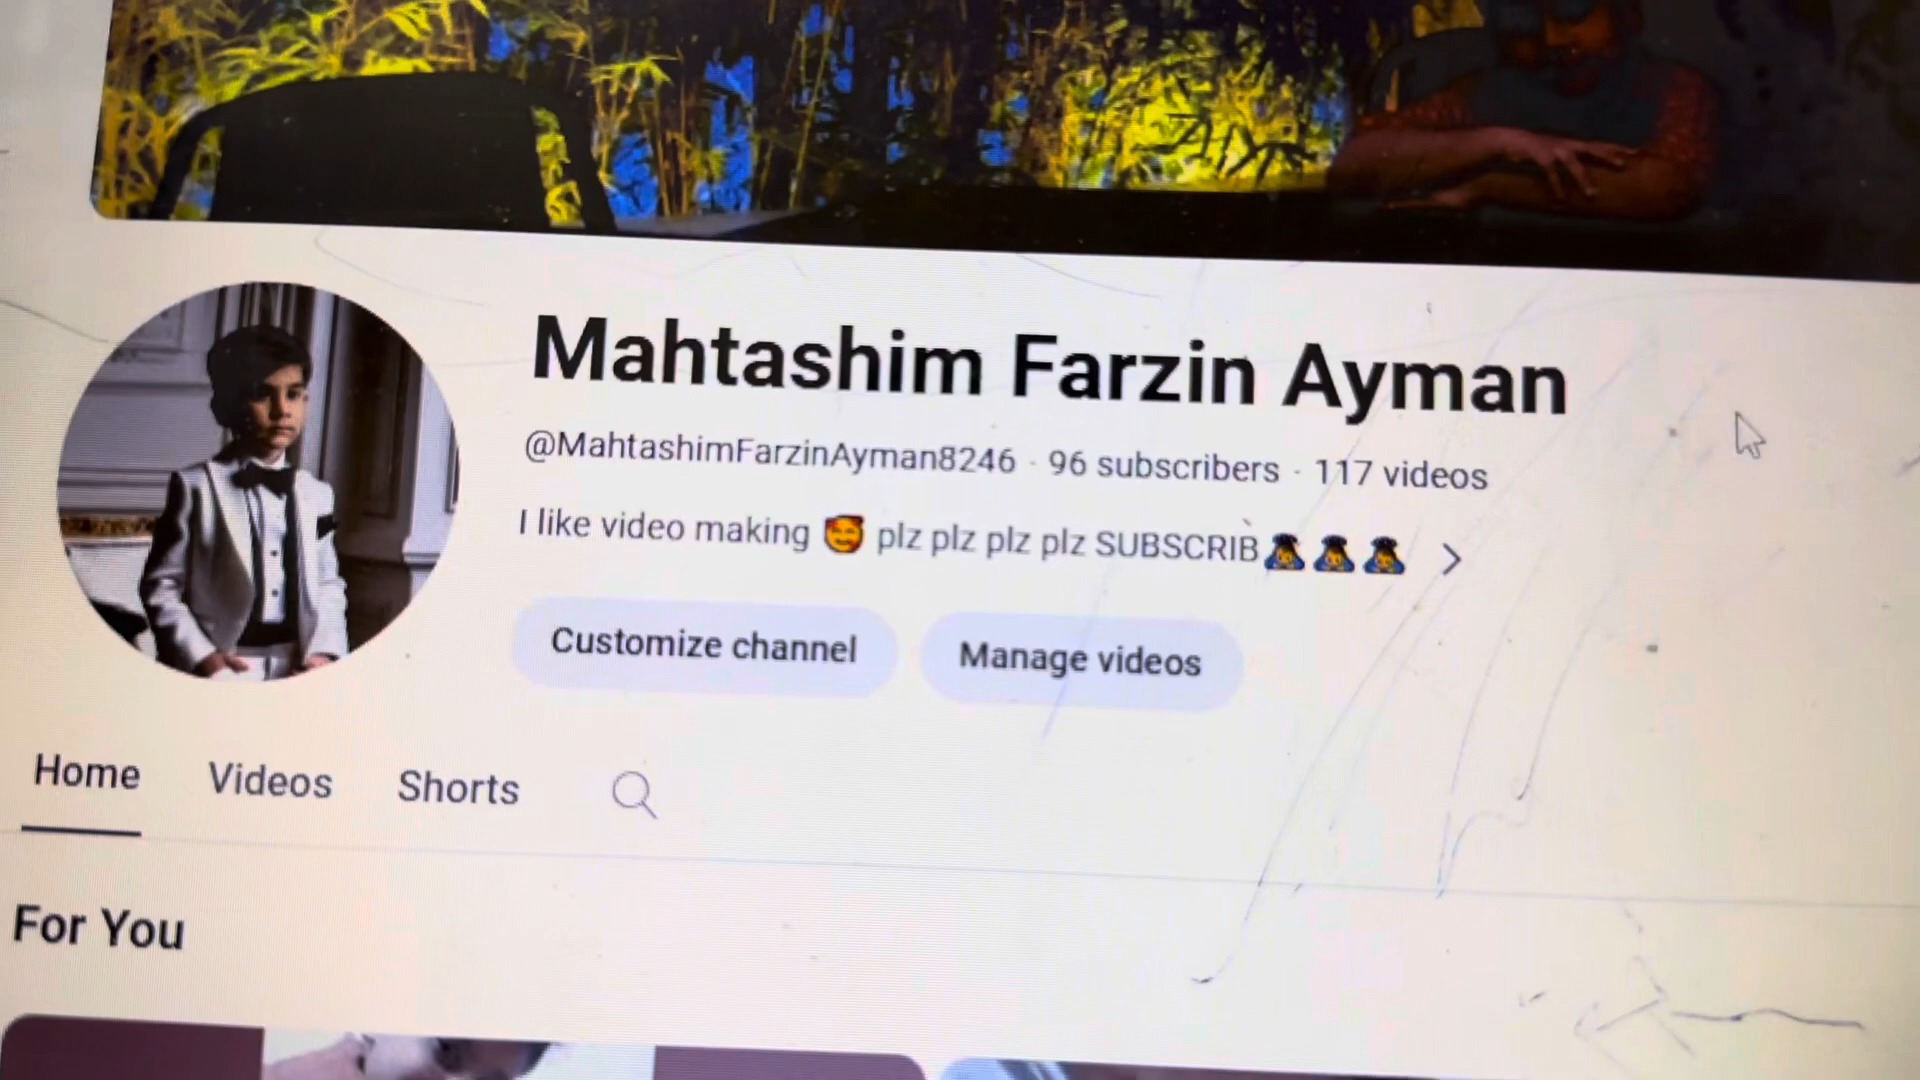 Mahtashim Farzin Ayman
@MahtashimFarzinAyman8246 · 96 subscribers · 117 videos
I like video making 🥰 plz plz plz plz SUBSCRIB🙇🙇🙇
Customize channel
Manage videos
Home
Videos
Shorts
For You